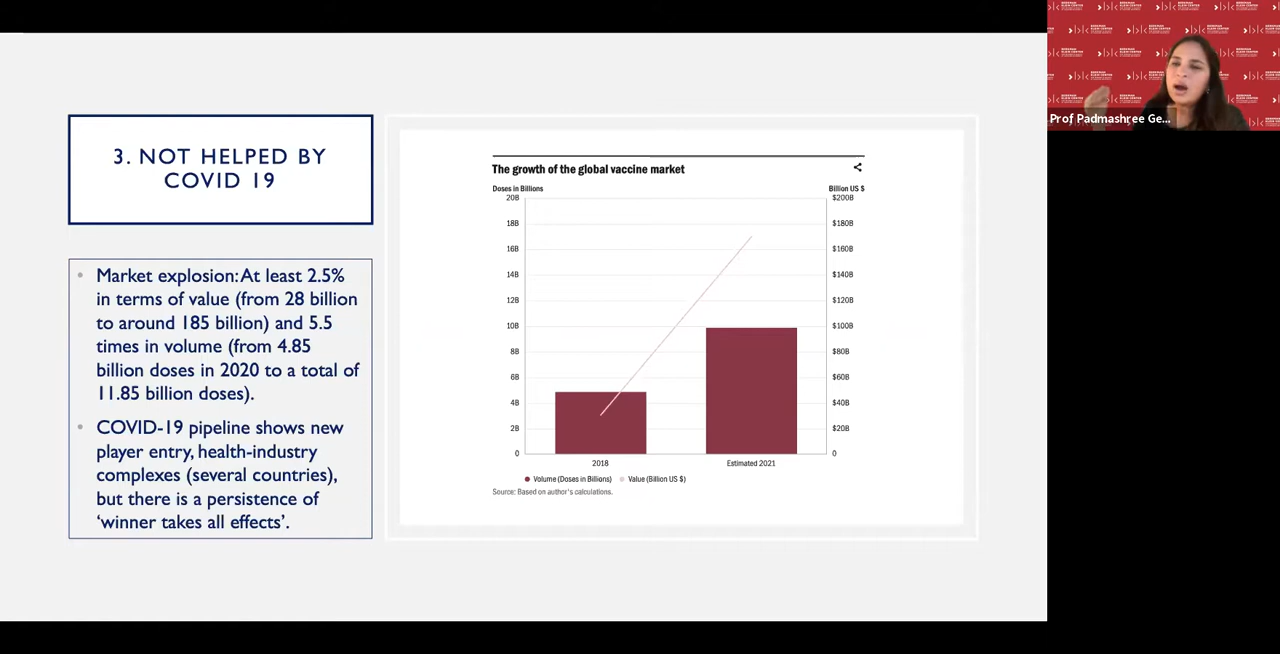 3. NOT HELPED BY
COVID 19
• Market explosion: At least 2.5%
in terms of value (from 28 billion
to around 185 billion) and 5.5
times in volume (from 4.85
billion doses in 2020 to a total of
11.85 billion doses).
• COVID-19 pipeline shows new
player entry, health-industry
complexes (several countries),
but there is a persistence of
‘winner takes all effects’.
The growth of the global vaccine market
Doses in Billions
Billion US $
20B
18B
16B
14B
12B
10B
8B
6B
4B
2B
0
$200B
$180B
$160B
$140B
$120B
$100B
$80B
$60B
$40B
$20B
0
2018
Estimated 2021
Volume (Doses in Billions)
Value (Billion US $)
Source: Based on author's calculations.
Prof Padmashree Ge...